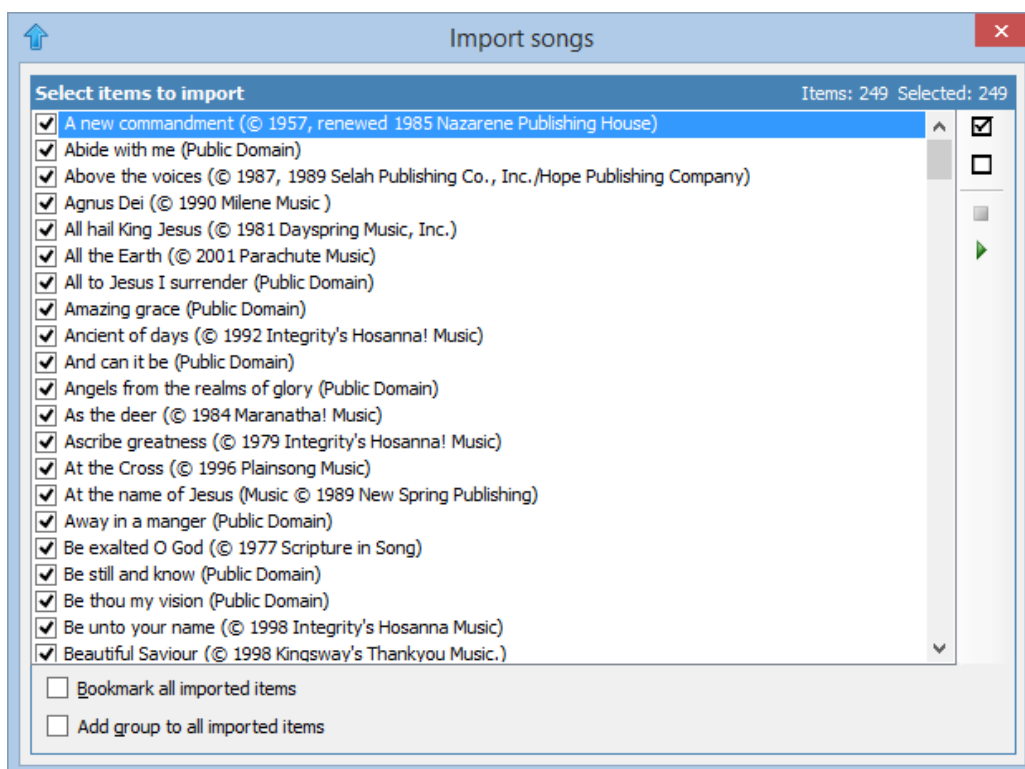 Import songs
Select items to import Items: 249 Selected: 249
A new commandment (© 1957, renewed 1985 Nazarene Publishing House)
Abide with me (Public Domain)
Above the voices (© 1987, 1989 Selah Publishing Co., Inc./Hope Publishing Company)
Agnus Dei (© 1990 Milene Music )
All hail King Jesus (© 1981 Dayspring Music, Inc.)
All the Earth (© 2001 Parachute Music)
All to Jesus I surrender (Public Domain)
Amazing grace (Public Domain)
Ancient of days (© 1992 Integrity's Hosanna! Music)
And can it be (Public Domain)
Angels from the realms of glory (Public Domain)
As the deer (© 1984 Maranatha! Music)
Ascribe greatness (© 1979 Integrity's Hosanna! Music)
At the Cross (© 1996 Plainsong Music)
At the name of Jesus (Music © 1989 New Spring Publishing)
Away in a manger (Public Domain)
Be exalted O God (© 1977 Scripture in Song)
Be still and know (Public Domain)
Be thou my vision (Public Domain)
Be unto your name (© 1998 Integrity's Hosanna Music)
Beautiful Saviour (© 1998 Kingsway's Thankyou Music.)
Bookmark all imported items
Add group to all imported items